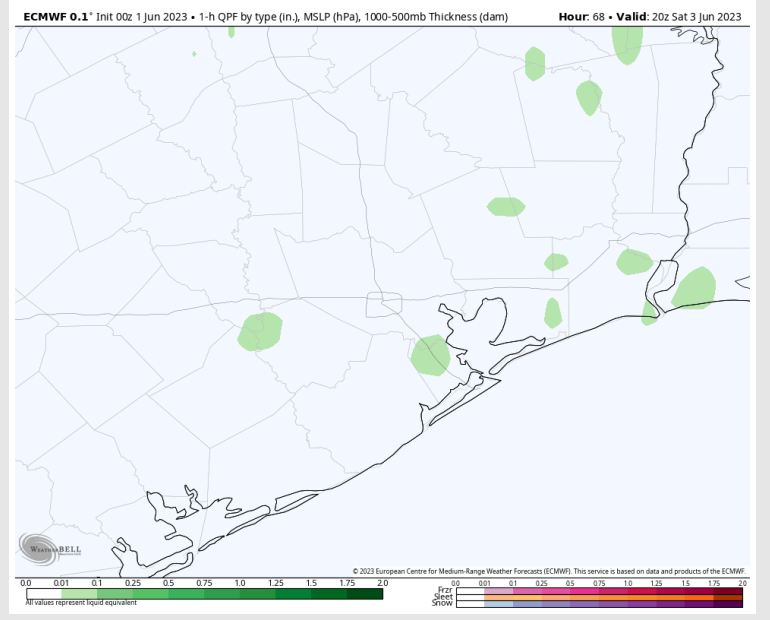 ECMWF 0.1° Init 00z 1 Jun 2023 • 1-h QPF by type (in.), MSLP (hPa), 1000-500mb Thickness (dam) Hour: 68 • Valid: 20z Sat 3 Jun 2023
WEATHERBELL
© 2023 European Centre for Medium-Range Weather Forecasts (ECMWF). This service is based on data and products of the ECMWF.
0.0 0.01 0.1 0.25 0.5 0.75 1.0 1.25 1.5 1.75 2.0
All values represent liquid equivalent
0.0 0.01 0.1 0.25 0.5 0.75 1.0 1.25 1.5 1.75 2.0
Frzr
Sleet
Snow